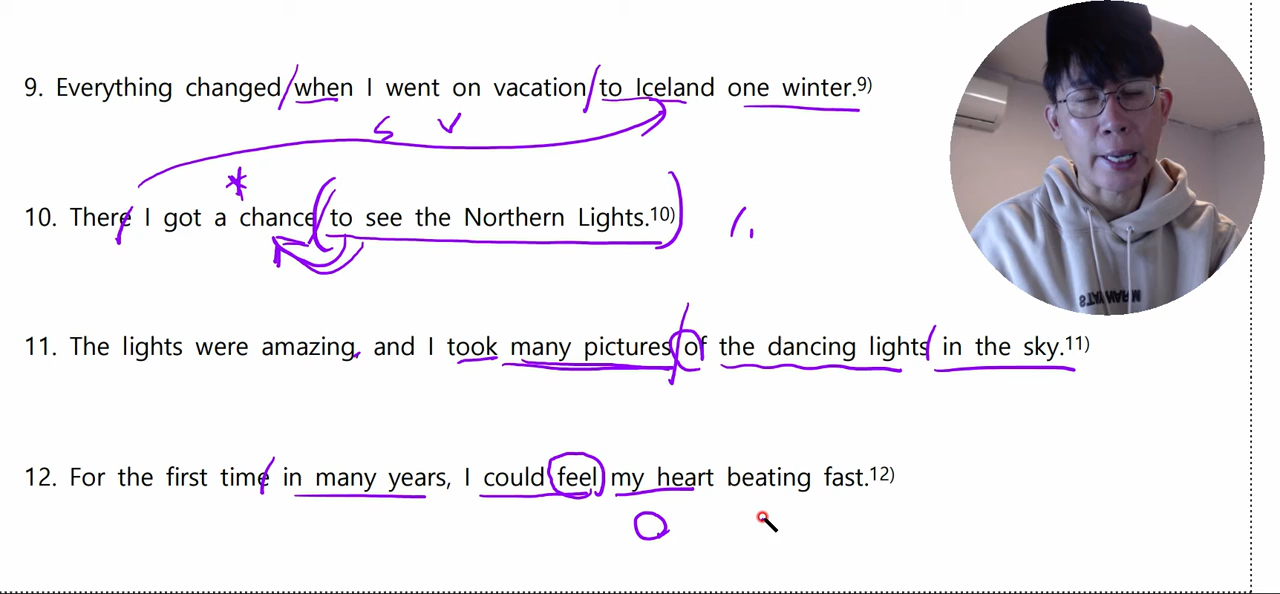 9. Everything changed when I went on vacation to Iceland one winter.9)
S V
10. There I got a chance to see the Northern Lights.10)
11. The lights were amazing, and I took many pictures of the dancing lights in the sky.11)
12. For the first time in many years, I could feel my heart beating fast.12)
O